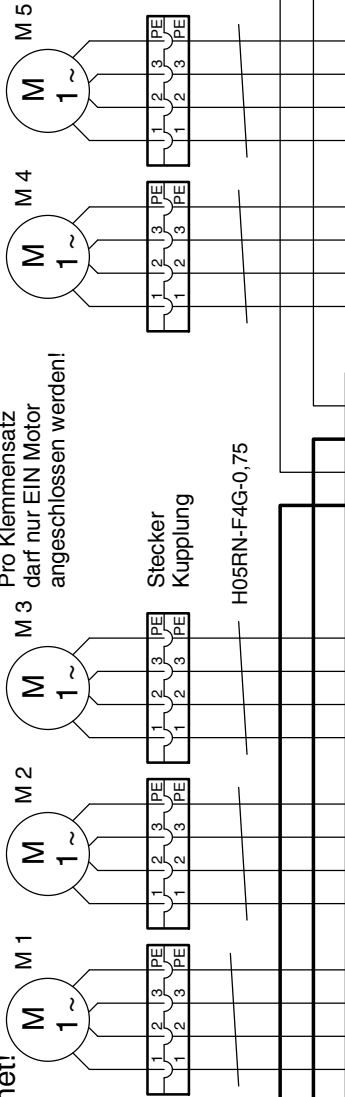 M 5
M
1~
1 2 3 PE
1 2 3 PE
M 4
M
1~
1 2 3 PE
1 2 3 PE
Pro Klemmensatz
darf nur EIN Motor
angeschlossen werden!
Stecker
Kupplung
H05RN-F4G-0,75
M 3
M
1~
1 2 3 PE
1 2 3 PE
M 2
M
1~
1 2 3 PE
1 2 3 PE
M 1
M
1~
1 2 3 PE
1 2 3 PE
net!